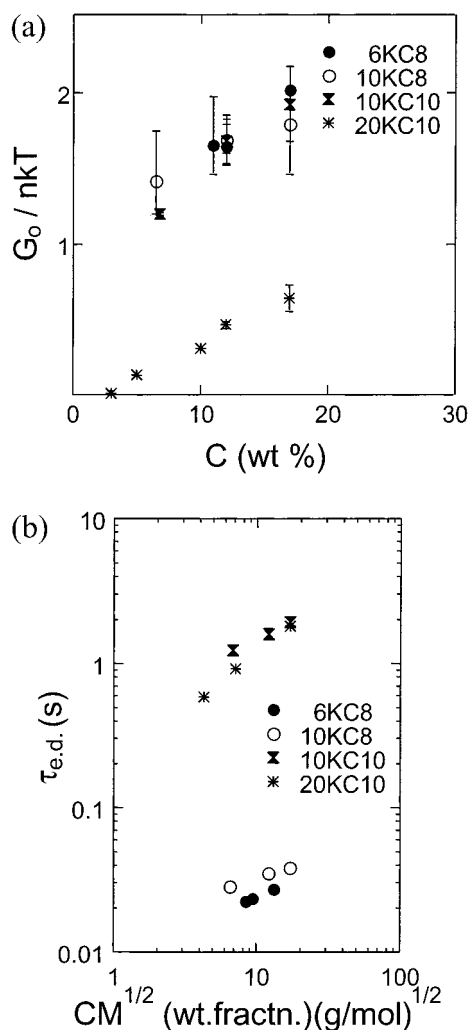 (a)
6KC8
10KC8
10KC10
20KC10
2
1
0
G₀ / nkT
0 10 20 30
C (wt %)
(b)
10
1
0.1
0.01
τe.d. (s)
6KC8
10KC8
10KC10
20KC10
1 10 100
CM^1/2 (wt.fractn.)(g/mol)^1/2